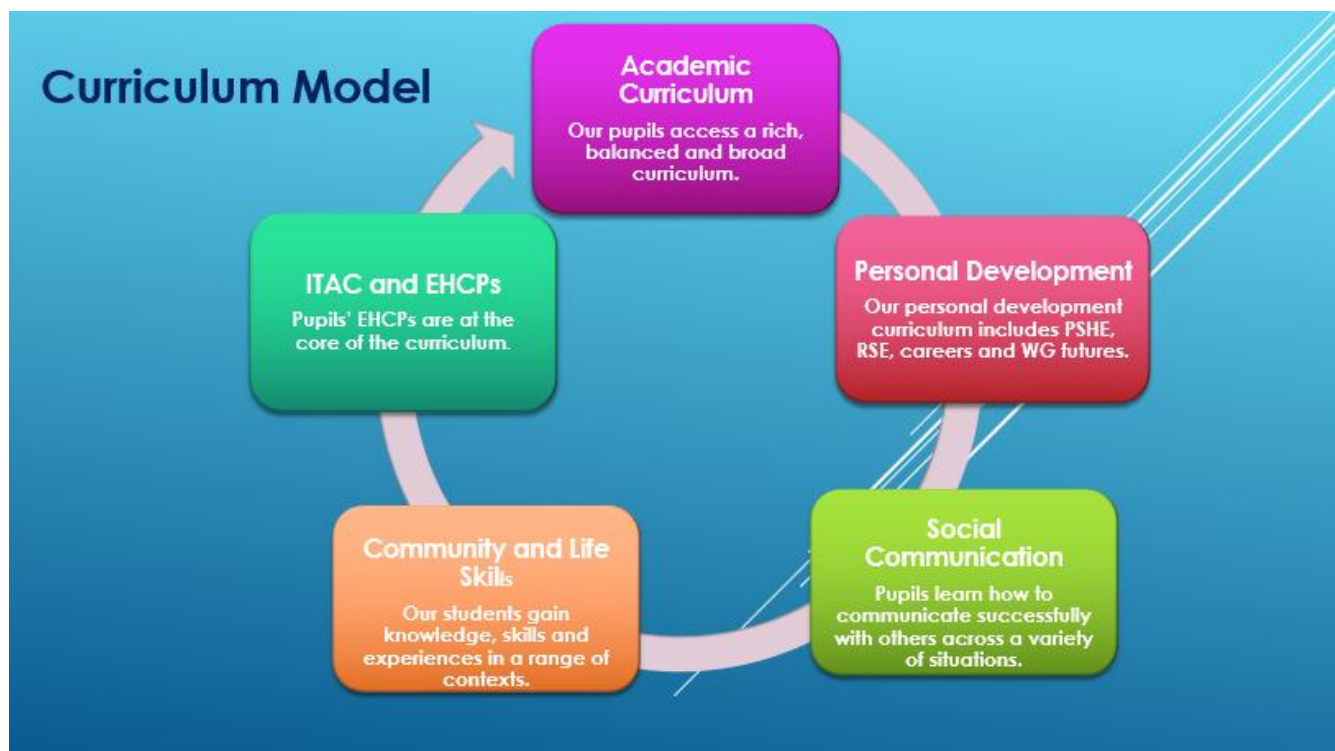 Curriculum Model
Academic
Curriculum
Our pupils access a rich,
balanced and broad
curriculum.
Personal Development
Our personal development
curriculum includes PSHE,
RSE, careers and WG futures.
Social
Communication
Pupils learn how to
communicate successfully
with others across a variety
of situations.
Community and Life
Skills
Our students gain
knowledge, skills and
experiences in a range of
contexts.
ITAC and EHCPs
Pupils’ EHCPs are at the
core of the curriculum.